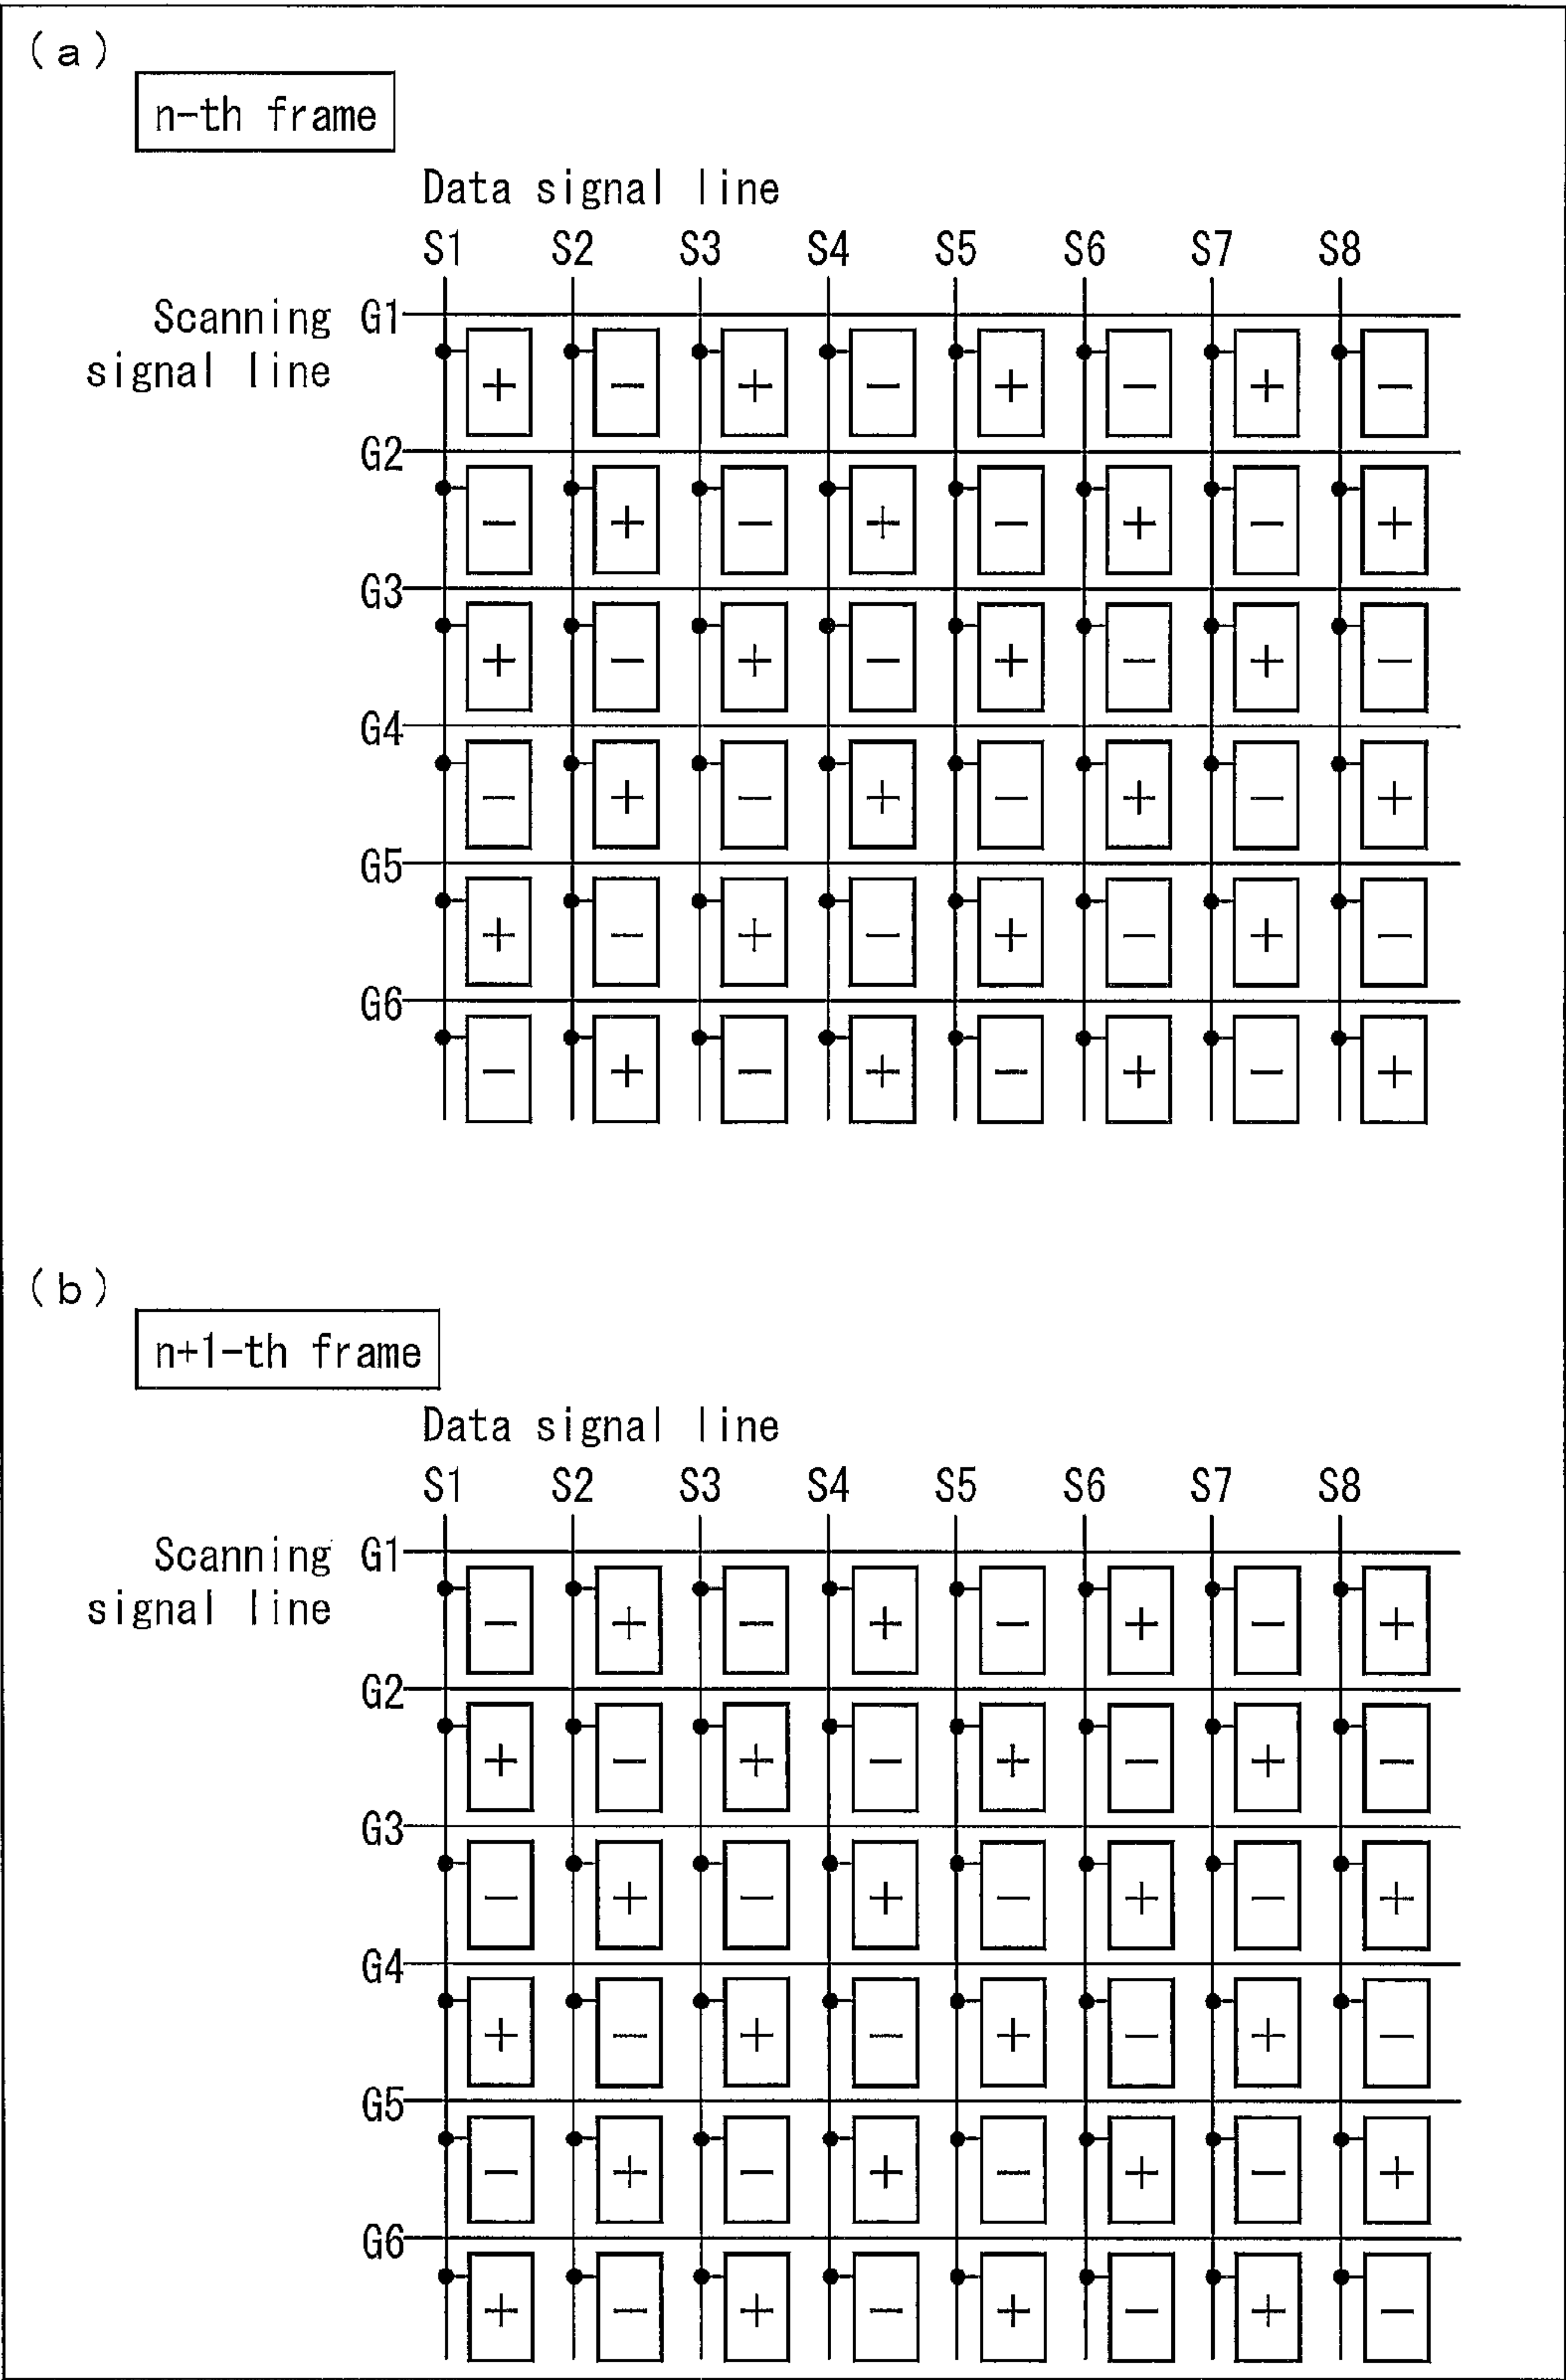 (a)
n-th frame
Data signal line
S1 S2 S3 S4 S5 S6 S7 S8
Scanning signal line
G1
+ − + − + − + −
G2
− + − + − + − +
G3
+ − + − + − + −
G4
− + − + − + − +
G5
+ − + − + − + −
G6
− + − + − + − +
(b)
n+1-th frame
Data signal line
S1 S2 S3 S4 S5 S6 S7 S8
Scanning signal line
G1
− + − + − + − +
G2
+ − + − + − + −
G3
− + − + − + − +
G4
+ − + − + − + −
G5
− + − + − + − +
G6
+ − + − + − + −